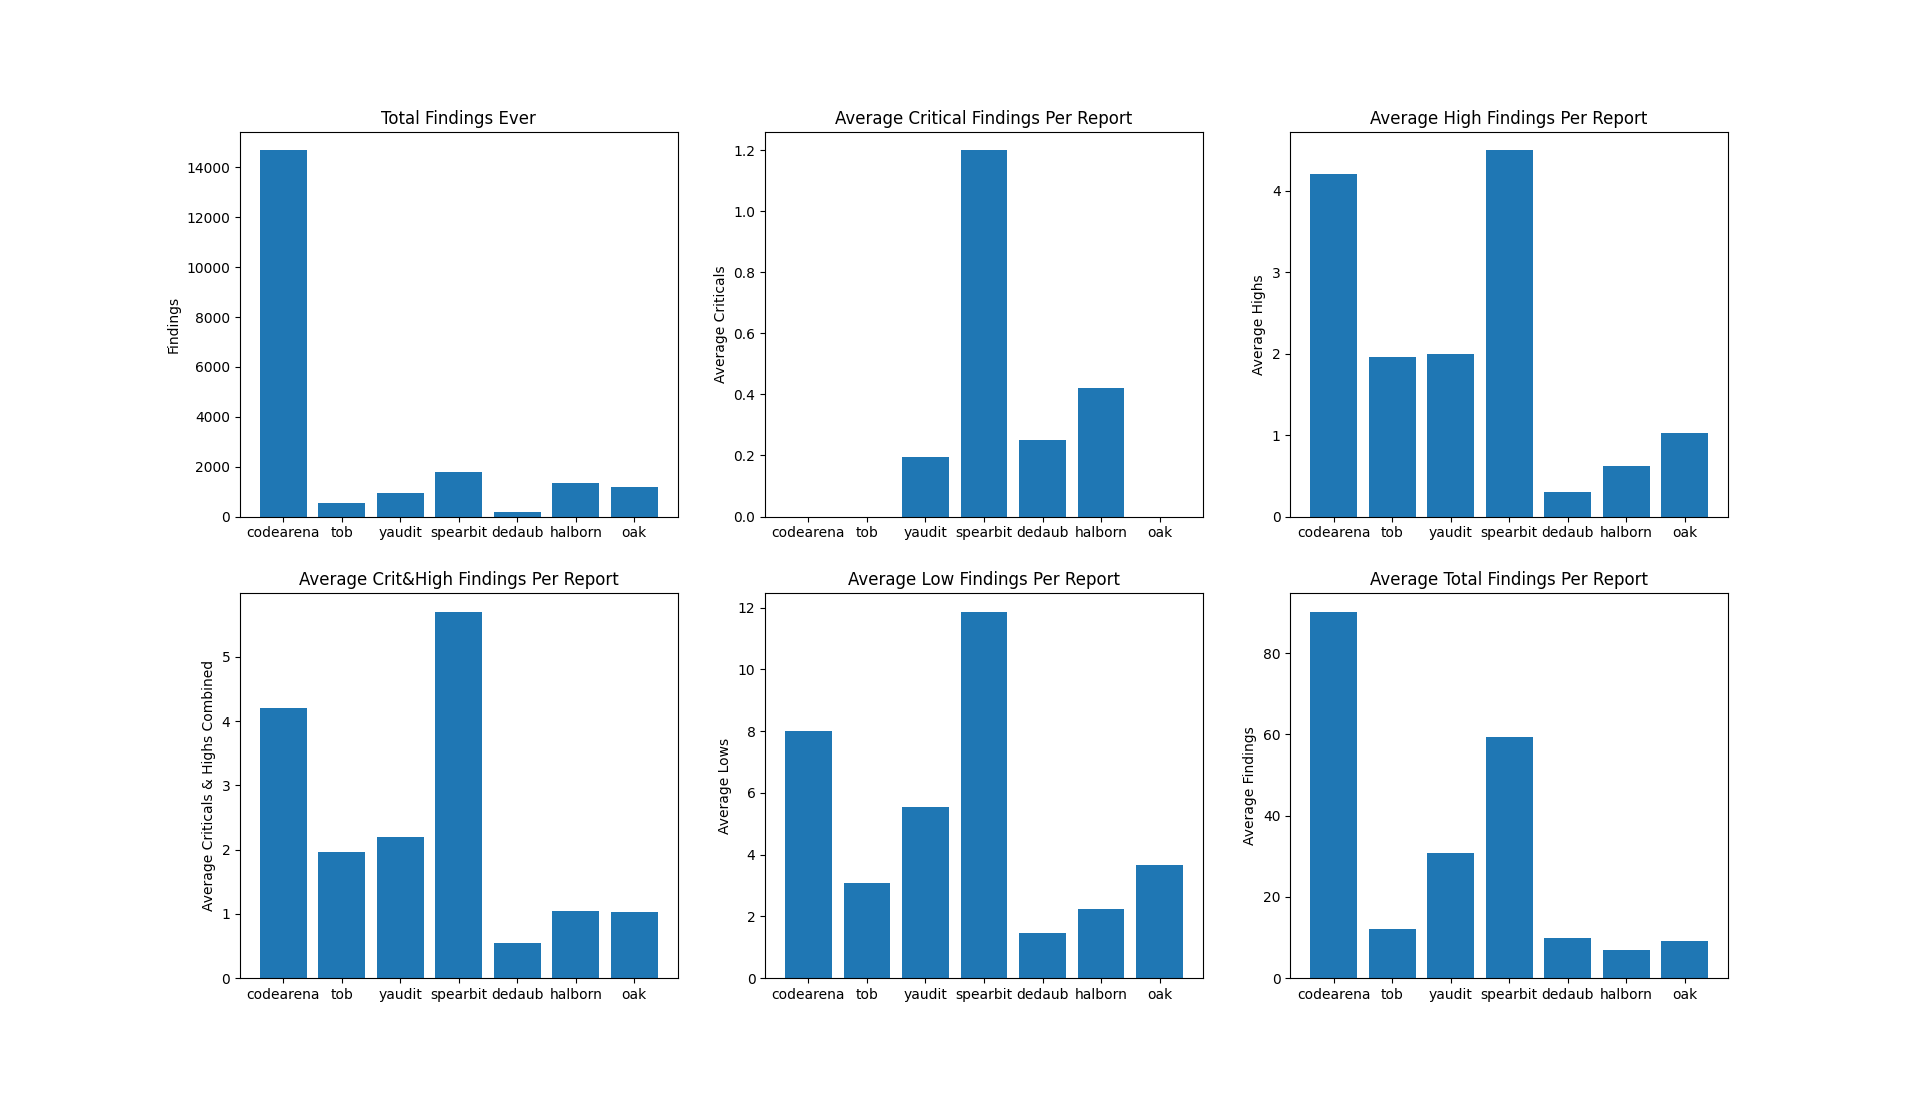 Total Findings Ever
Findings
14000
12000
10000
8000
6000
4000
2000
0
codearena tob yaudit spearbit dedaub halborn oak
Average Critical Findings Per Report
Average Criticals
1.2
1.0
0.8
0.6
0.4
0.2
0.0
codearena tob yaudit spearbit dedaub halborn oak
Average High Findings Per Report
Average Highs
4
3
2
1
0
codearena tob yaudit spearbit dedaub halborn oak
Average Crit&High Findings Per Report
Average Criticals & Highs Combined
5
4
3
2
1
0
codearena tob yaudit spearbit dedaub halborn oak
Average Low Findings Per Report
Average Lows
12
10
8
6
4
2
0
codearena tob yaudit spearbit dedaub halborn oak
Average Total Findings Per Report
Average Findings
80
60
40
20
0
codearena tob yaudit spearbit dedaub halborn oak